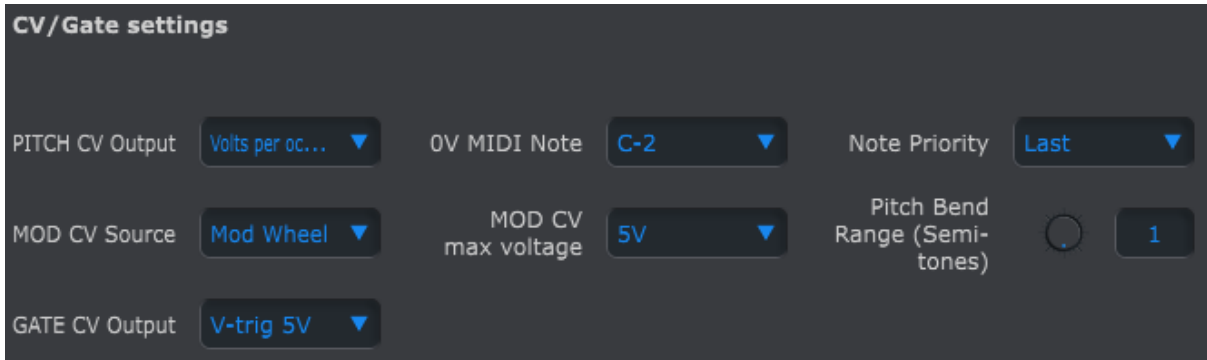 CV/Gate settings
PITCH CV Output Volts per oc... 0V MIDI Note C-2 Note Priority Last
MOD CV Source Mod Wheel MOD CV
max voltage 5V Pitch Bend
Range (Semi-
tones) 1
GATE CV Output V-trig 5V